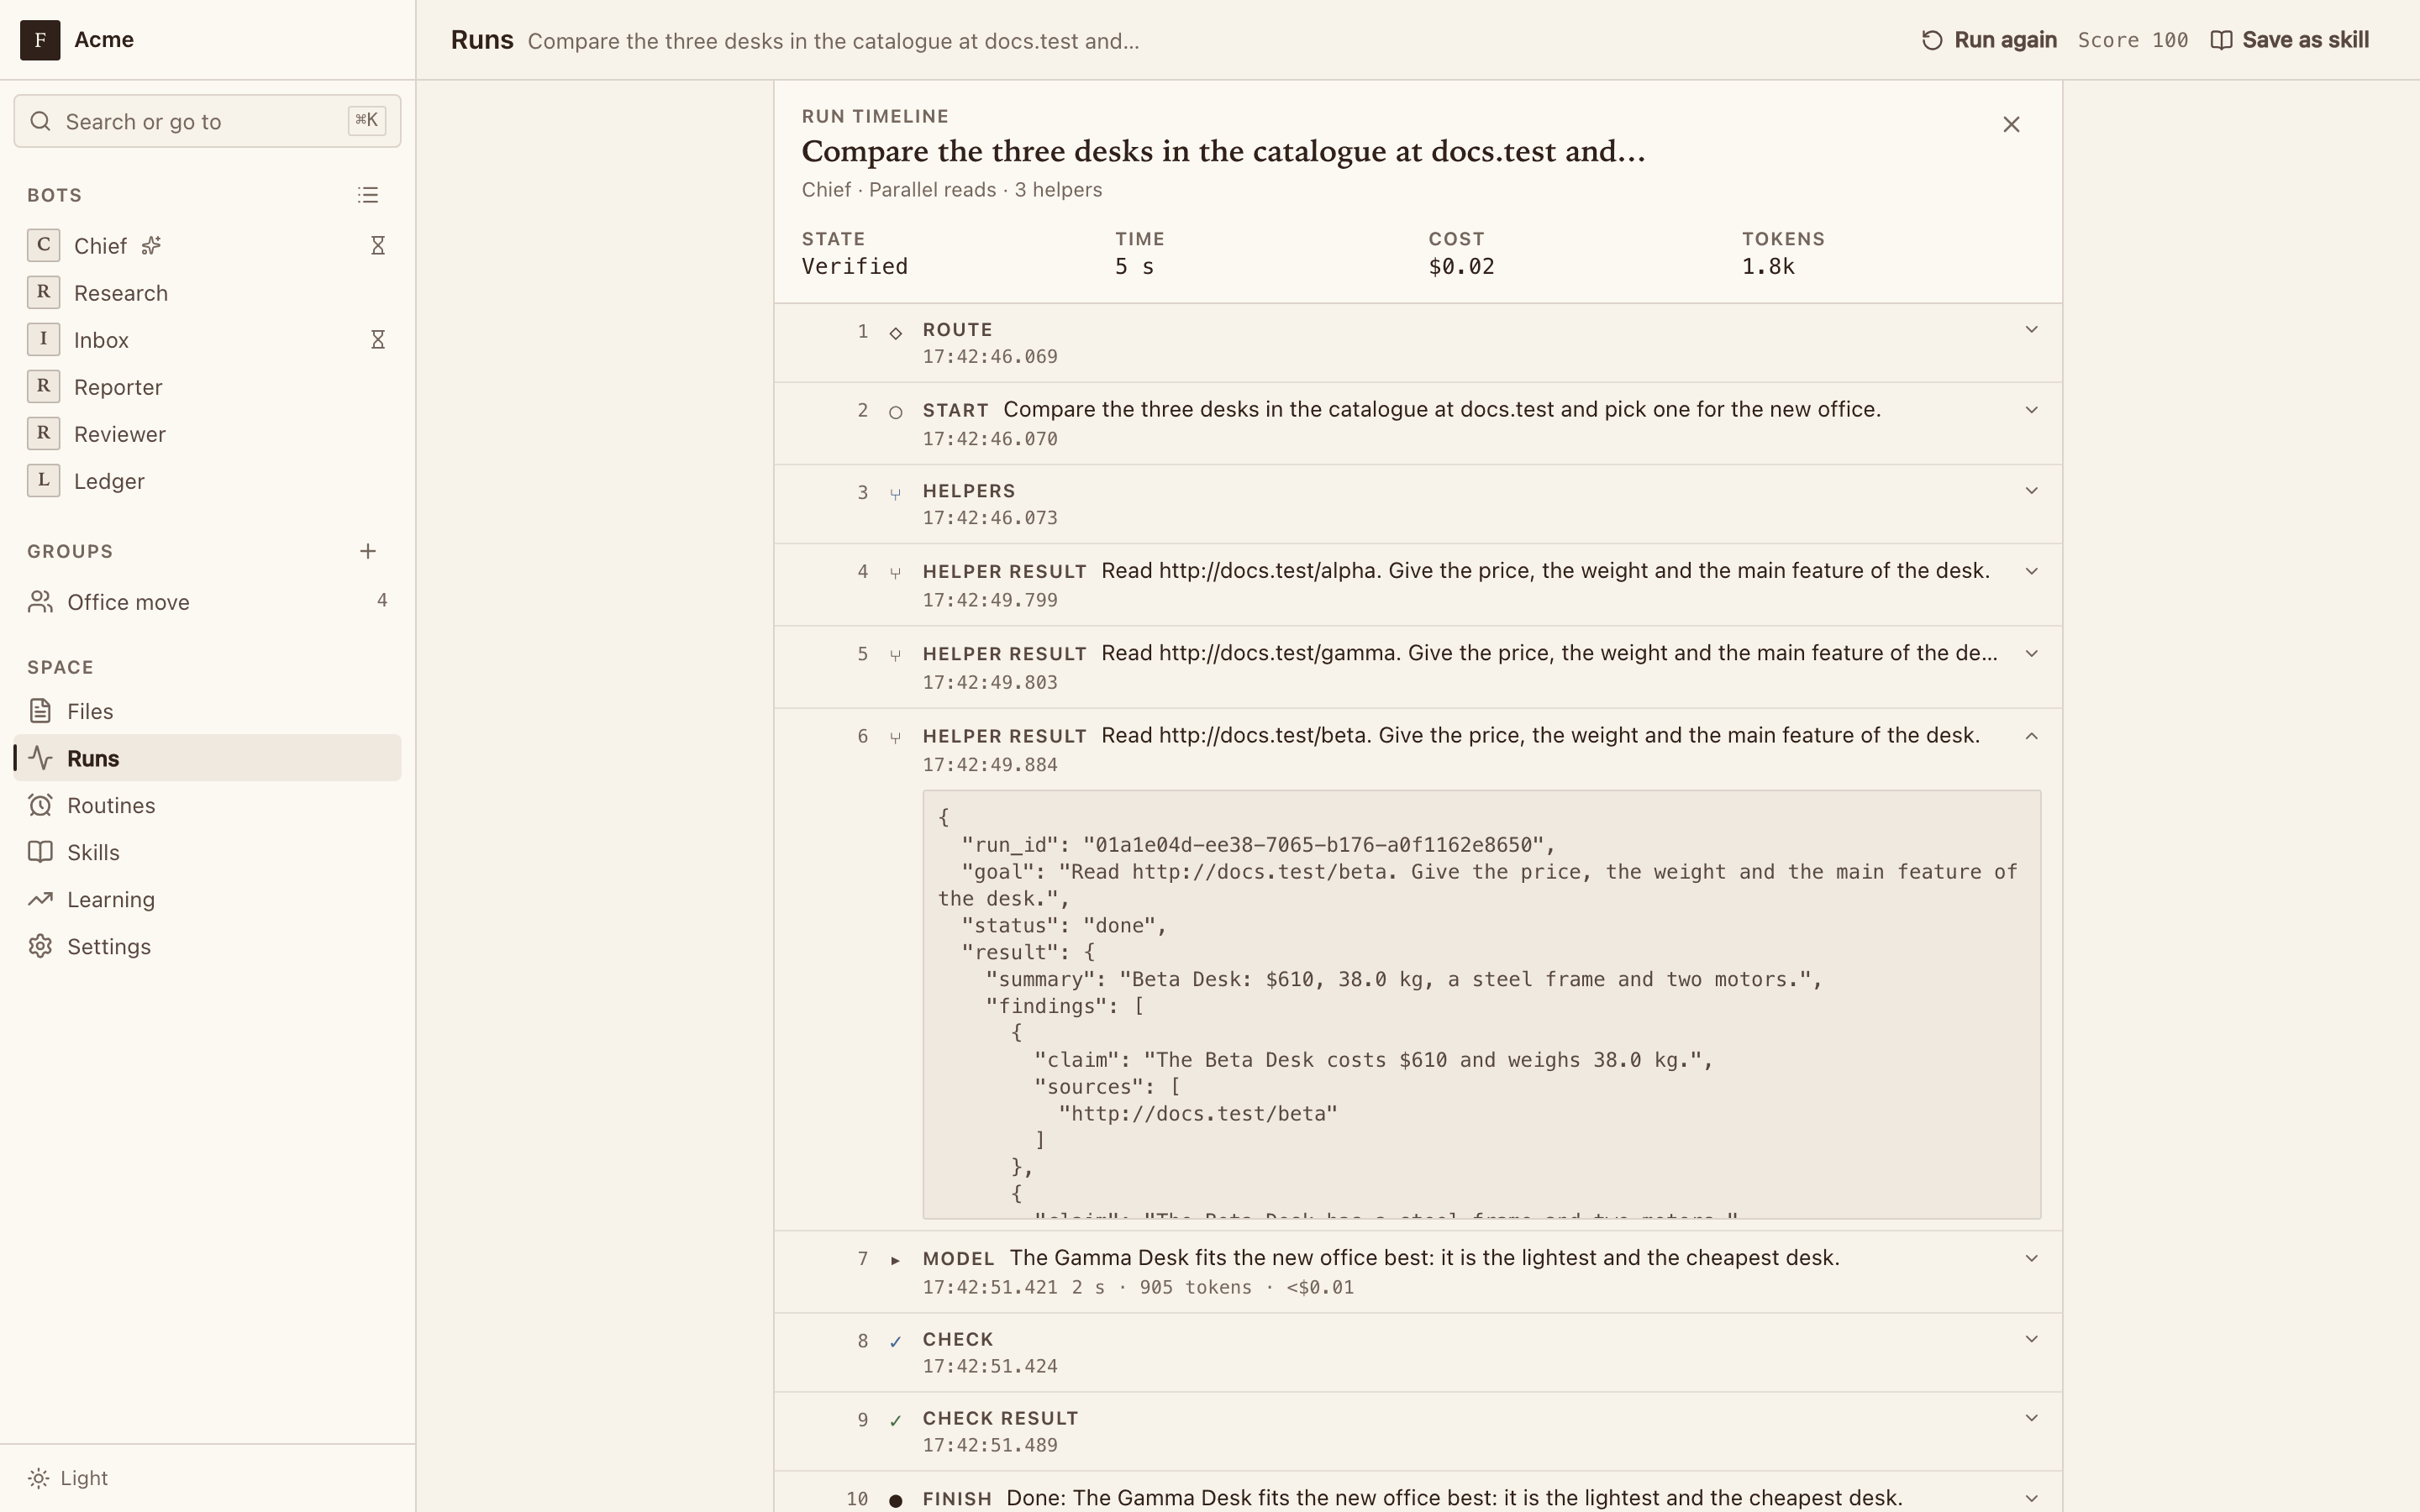 F Acme
Search or go to ⌘K
BOTS
C Chief
R Research
I Inbox
R Reporter
R Reviewer
L Ledger
GROUPS
Office move 4
SPACE
Files
Runs
Routines
Skills
Learning
Settings
Light
Runs Compare the three desks in the catalogue at docs.test and...
Run again Score 100 Save as skill
RUN TIMELINE
Compare the three desks in the catalogue at docs.test and...
Chief · Parallel reads · 3 helpers
STATE TIME COST TOKENS
Verified 5 s $0.02 1.8k
1 ROUTE
17:42:46.069
2 START Compare the three desks in the catalogue at docs.test and pick one for the new office.
17:42:46.070
3 HELPERS
17:42:46.073
4 HELPER RESULT Read http://docs.test/alpha. Give the price, the weight and the main feature of the desk.
17:42:49.799
5 HELPER RESULT Read http://docs.test/gamma. Give the price, the weight and the main feature of the de...
17:42:49.803
6 HELPER RESULT Read http://docs.test/beta. Give the price, the weight and the main feature of the desk.
17:42:49.884
{
"run_id": "01a1e04d-ee38-7065-b176-a0f1162e8650",
"goal": "Read http://docs.test/beta. Give the price, the weight and the main feature of
the desk.",
"status": "done",
"result": {
"summary": "Beta Desk: $610, 38.0 kg, a steel frame and two motors.",
"findings": [
{
"claim": "The Beta Desk costs $610 and weighs 38.0 kg.",
"sources": [
"http://docs.test/beta"
]
},
{
"claim": "The Beta Desk has a steel frame and two motors."
7 MODEL The Gamma Desk fits the new office best: it is the lightest and the cheapest desk.
17:42:51.421 2 s · 905 tokens · <$0.01
8 CHECK
17:42:51.424
9 CHECK RESULT
17:42:51.489
10 FINISH Done: The Gamma Desk fits the new office best: it is the lightest and the cheapest desk.